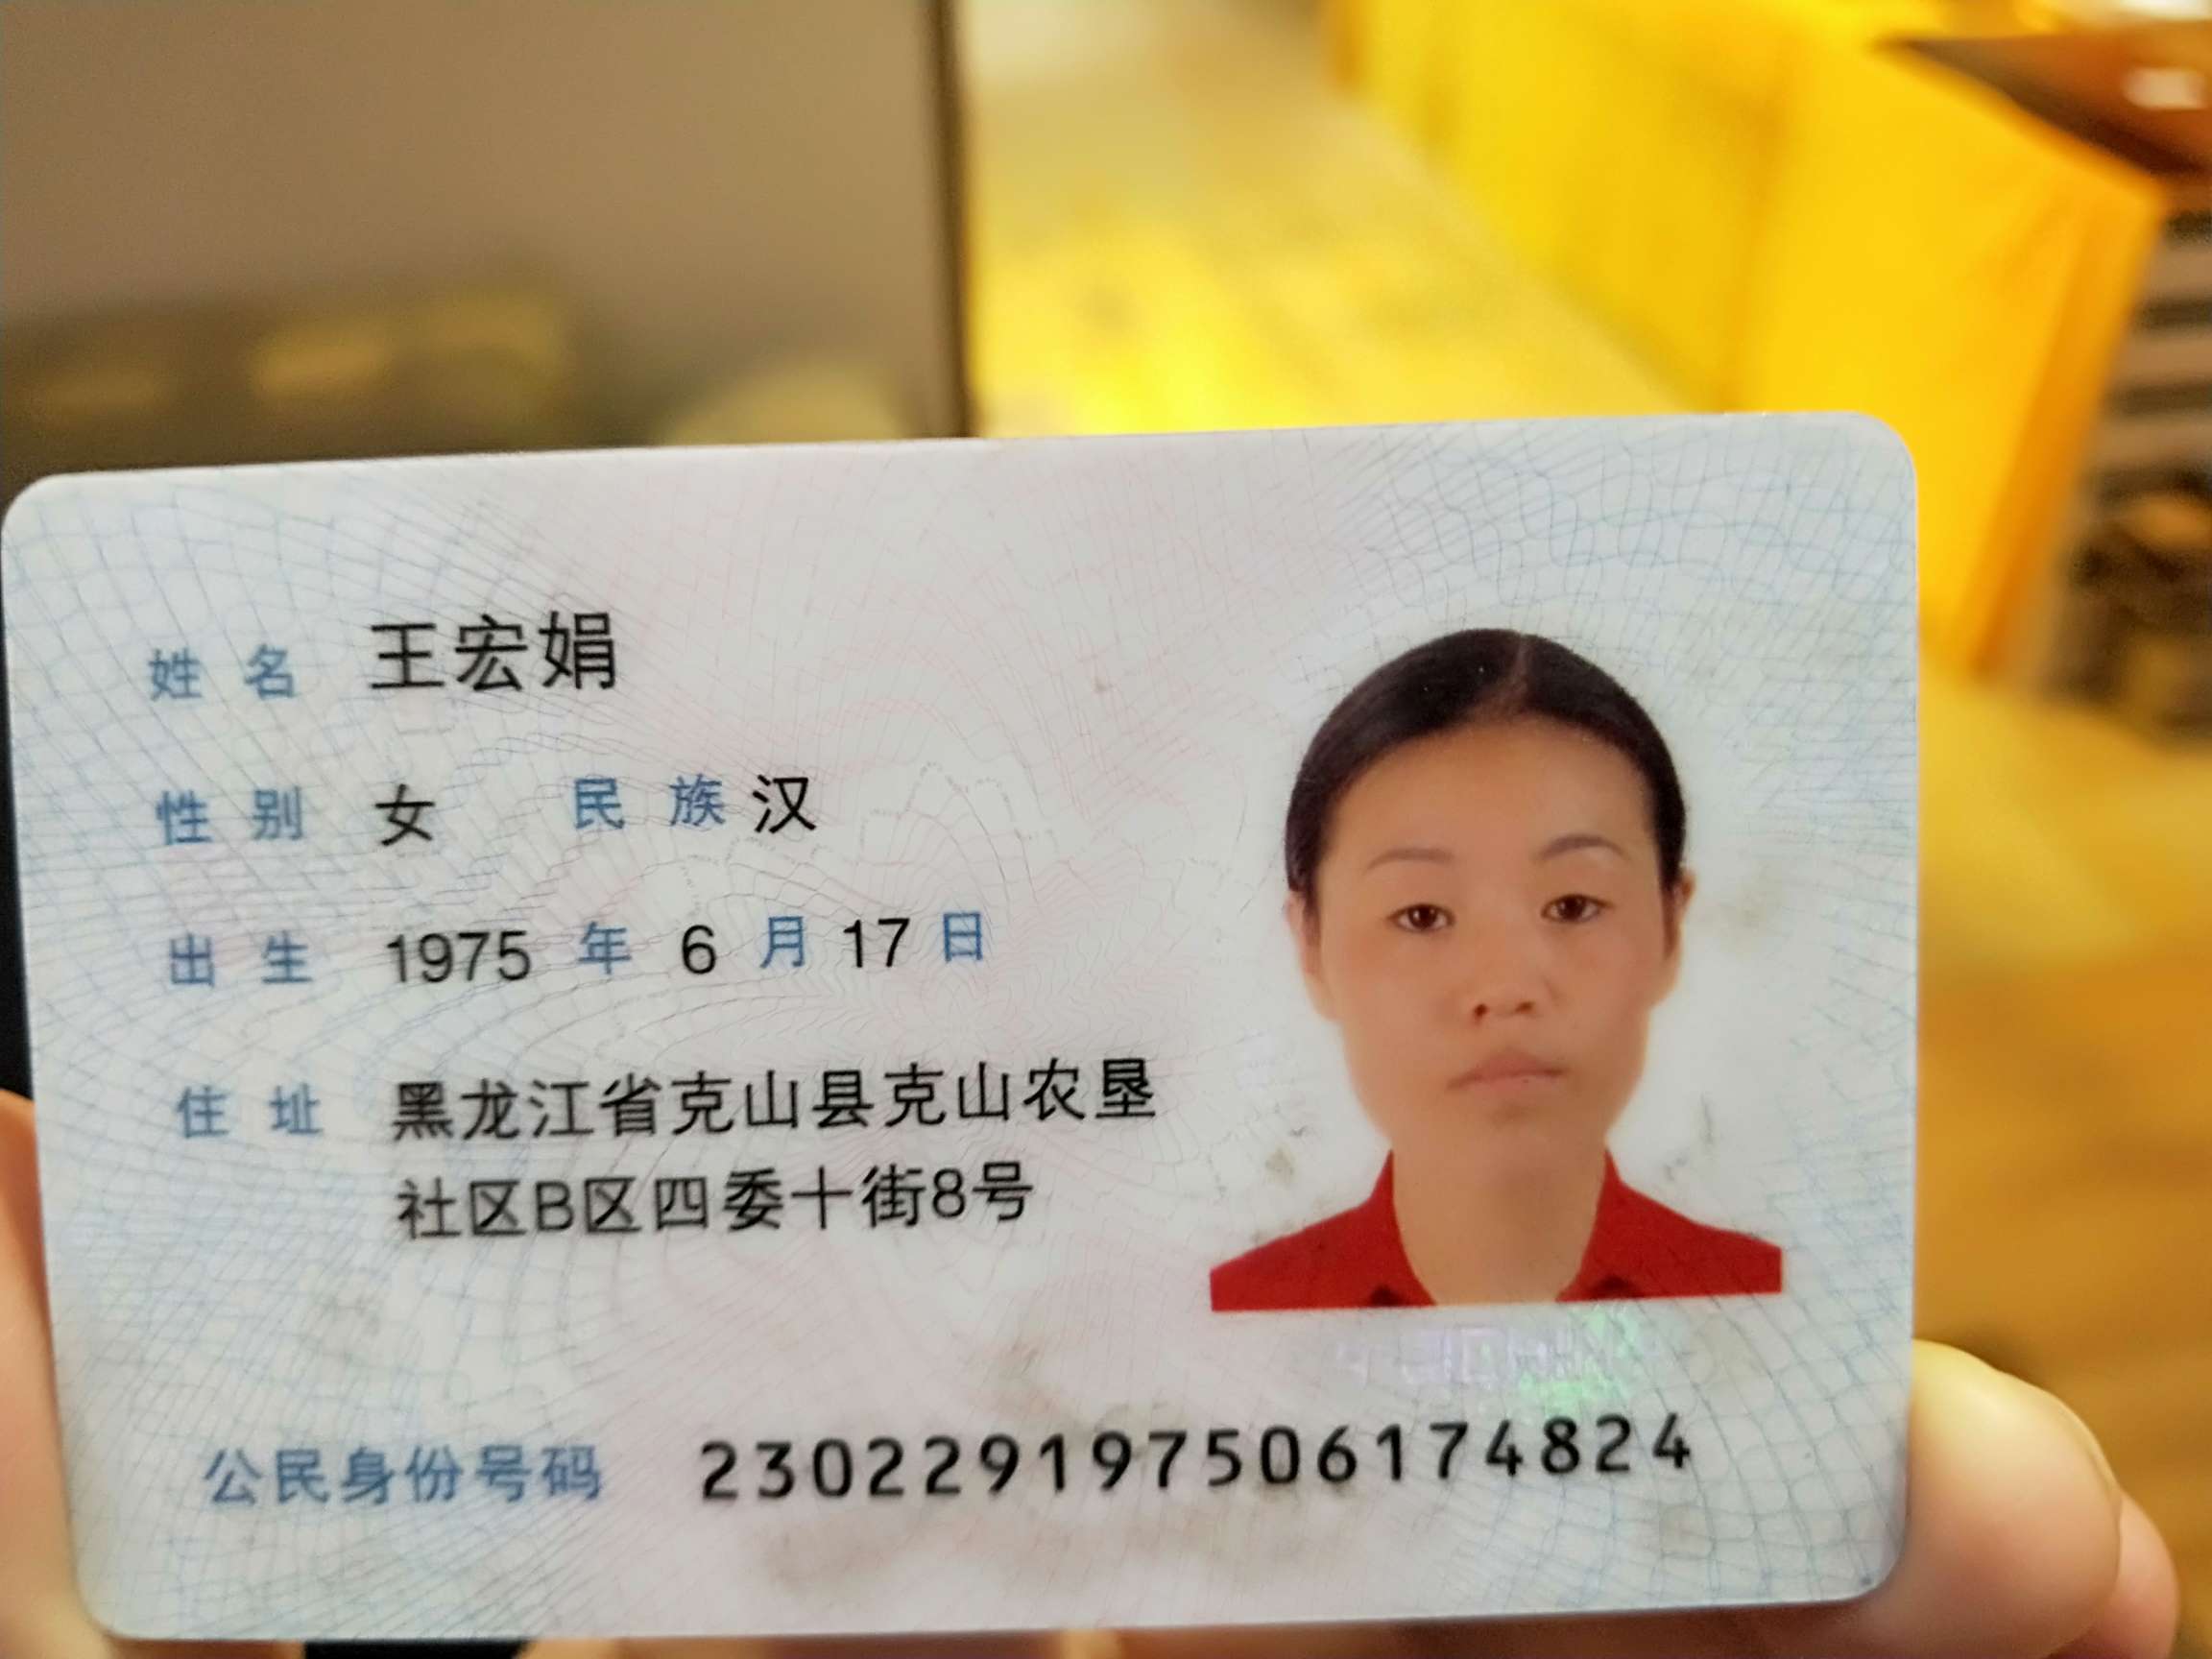 姓名 王宏娟
性别 女 民族 汉
出生 1975 年 6 月 17 日
住址 黑龙江省克山县克山农垦
社区B区四委十街8号
公民身份号码 230229197506174824